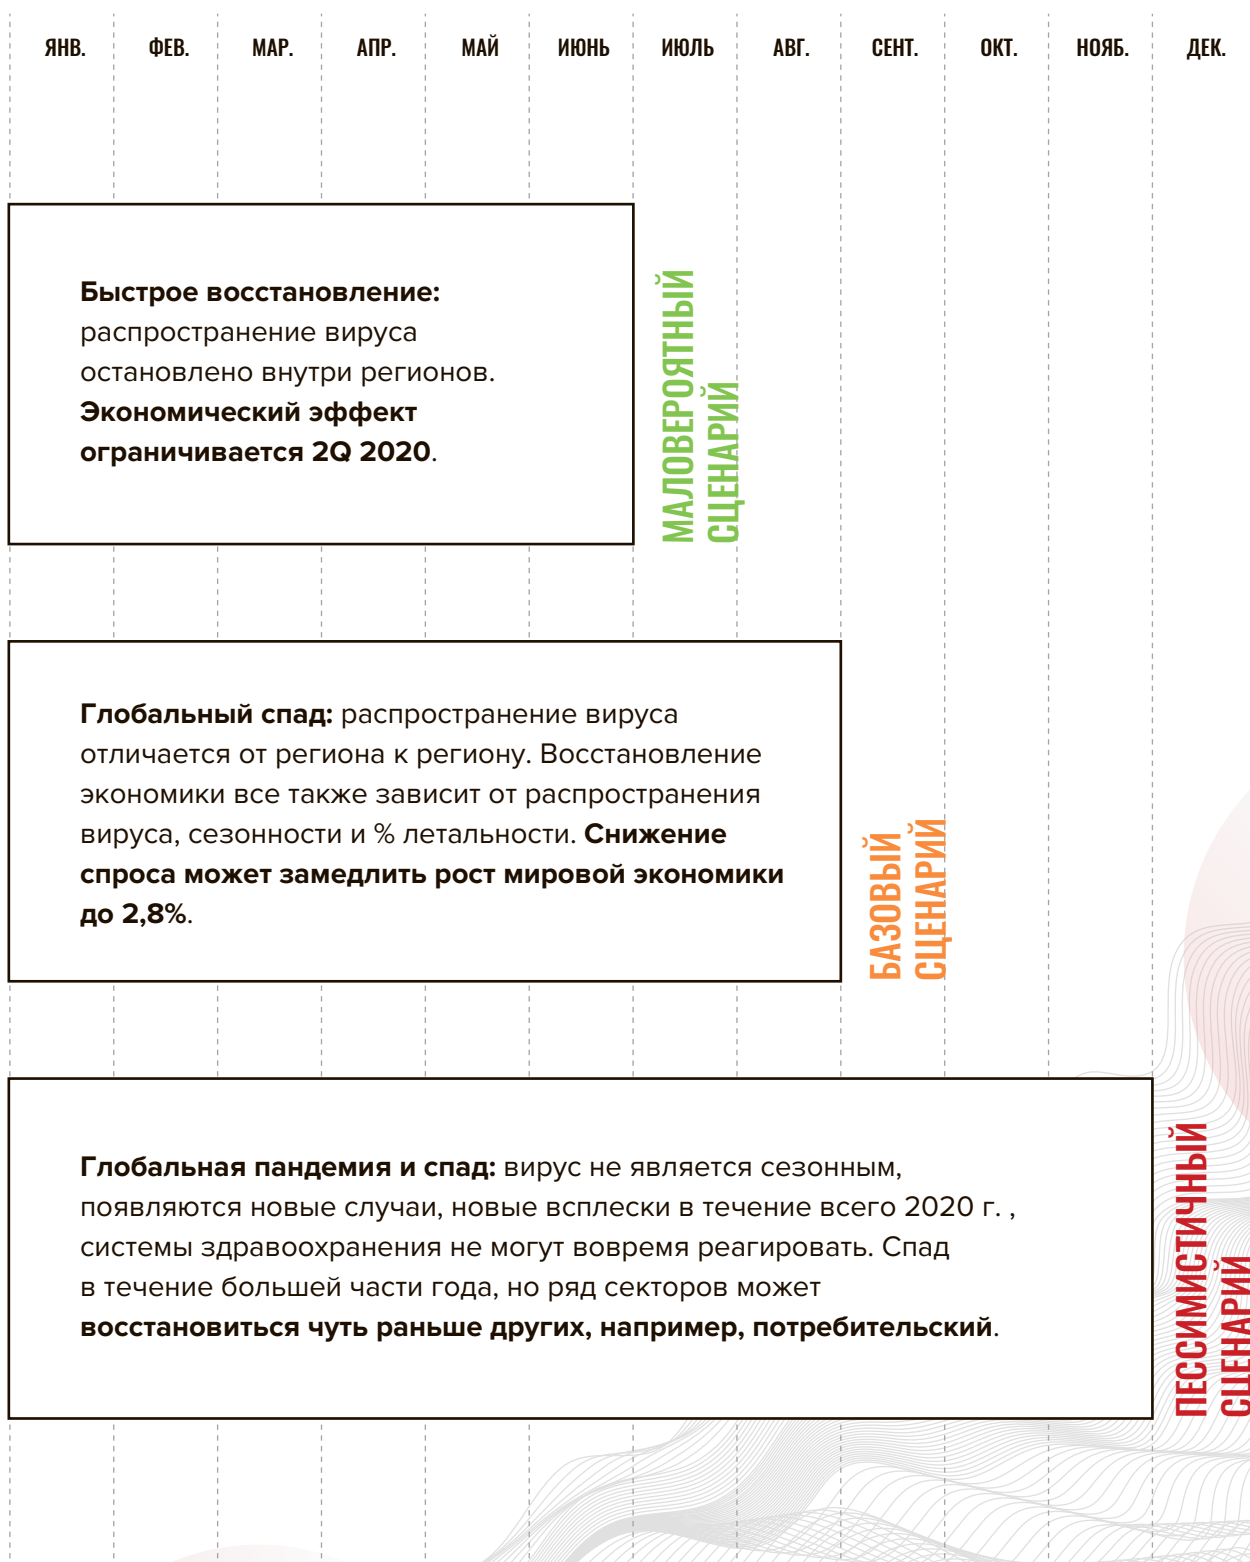 ЯНВ. ФЕВ. МАР. АПР. МАЙ ИЮНЬ ИЮЛЬ АВГ. СЕНТ. ОКТ. НОЯБ. ДЕК.
Быстрое восстановление:
распространение вируса
остановлено внутри регионов.
Экономический эффект
ограничивается 2Q 2020.
МАЛОВЕРОЯТНЫЙ
СЦЕНАРИЙ
Глобальный спад: распространение вируса
отличается от региона к региону. Восстановление
экономики все также зависит от распространения
вируса, сезонности и % летальности. Снижение
спроса может замедлить рост мировой экономики
до 2,8%.
БАЗОВЫЙ
СЦЕНАРИЙ
Глобальная пандемия и спад: вирус не является сезонным,
появляются новые случаи, новые всплески в течение всего 2020 г. ,
системы здравоохранения не могут вовремя реагировать. Спад
в течение большей части года, но ряд секторов может
восстановиться чуть раньше других, например, потребительский.
ПЕССИМИСТИЧНЫЙ
СЦЕНАРИЙ